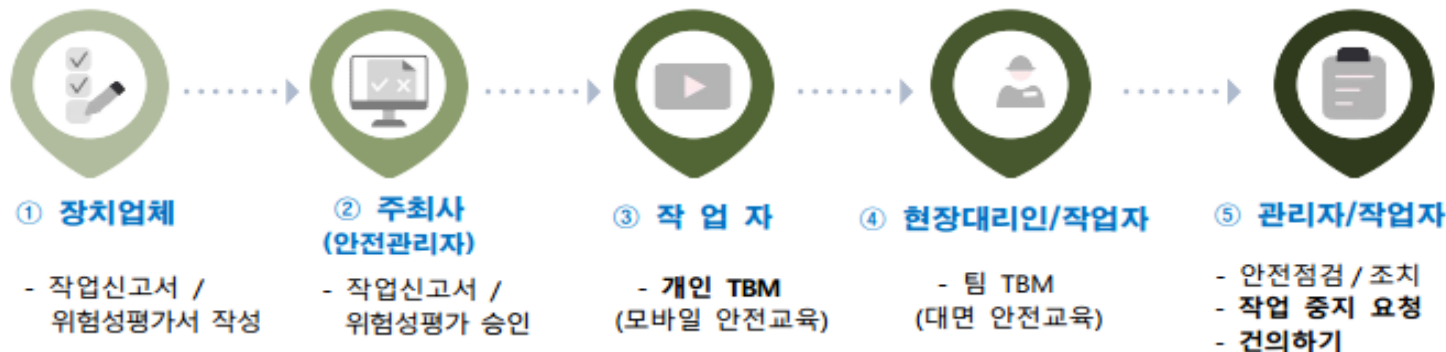 ① 장치업체
- 작업신고서 /
위험성평가서 작성
② 주최사
(안전관리자)
- 작업신고서 /
위험성평가 승인
③ 작 업 자
- 개인 TBM
(모바일 안전교육)
④ 현장대리인/작업자
- 팀 TBM
(대면 안전교육)
⑤ 관리자/작업자
- 안전점검 / 조치
- 작업 중지 요청
- 건의하기